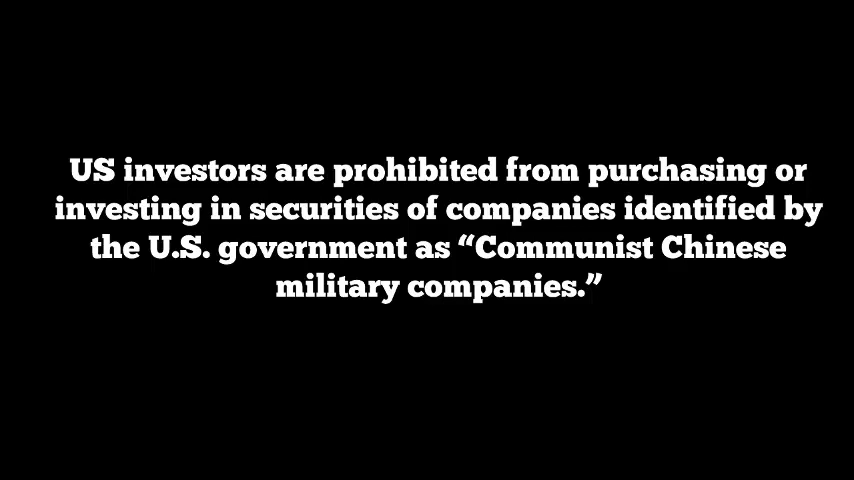 US investors are prohibited from purchasing or
investing in securities of companies identified by
the U.S. government as “Communist Chinese
military companies.”